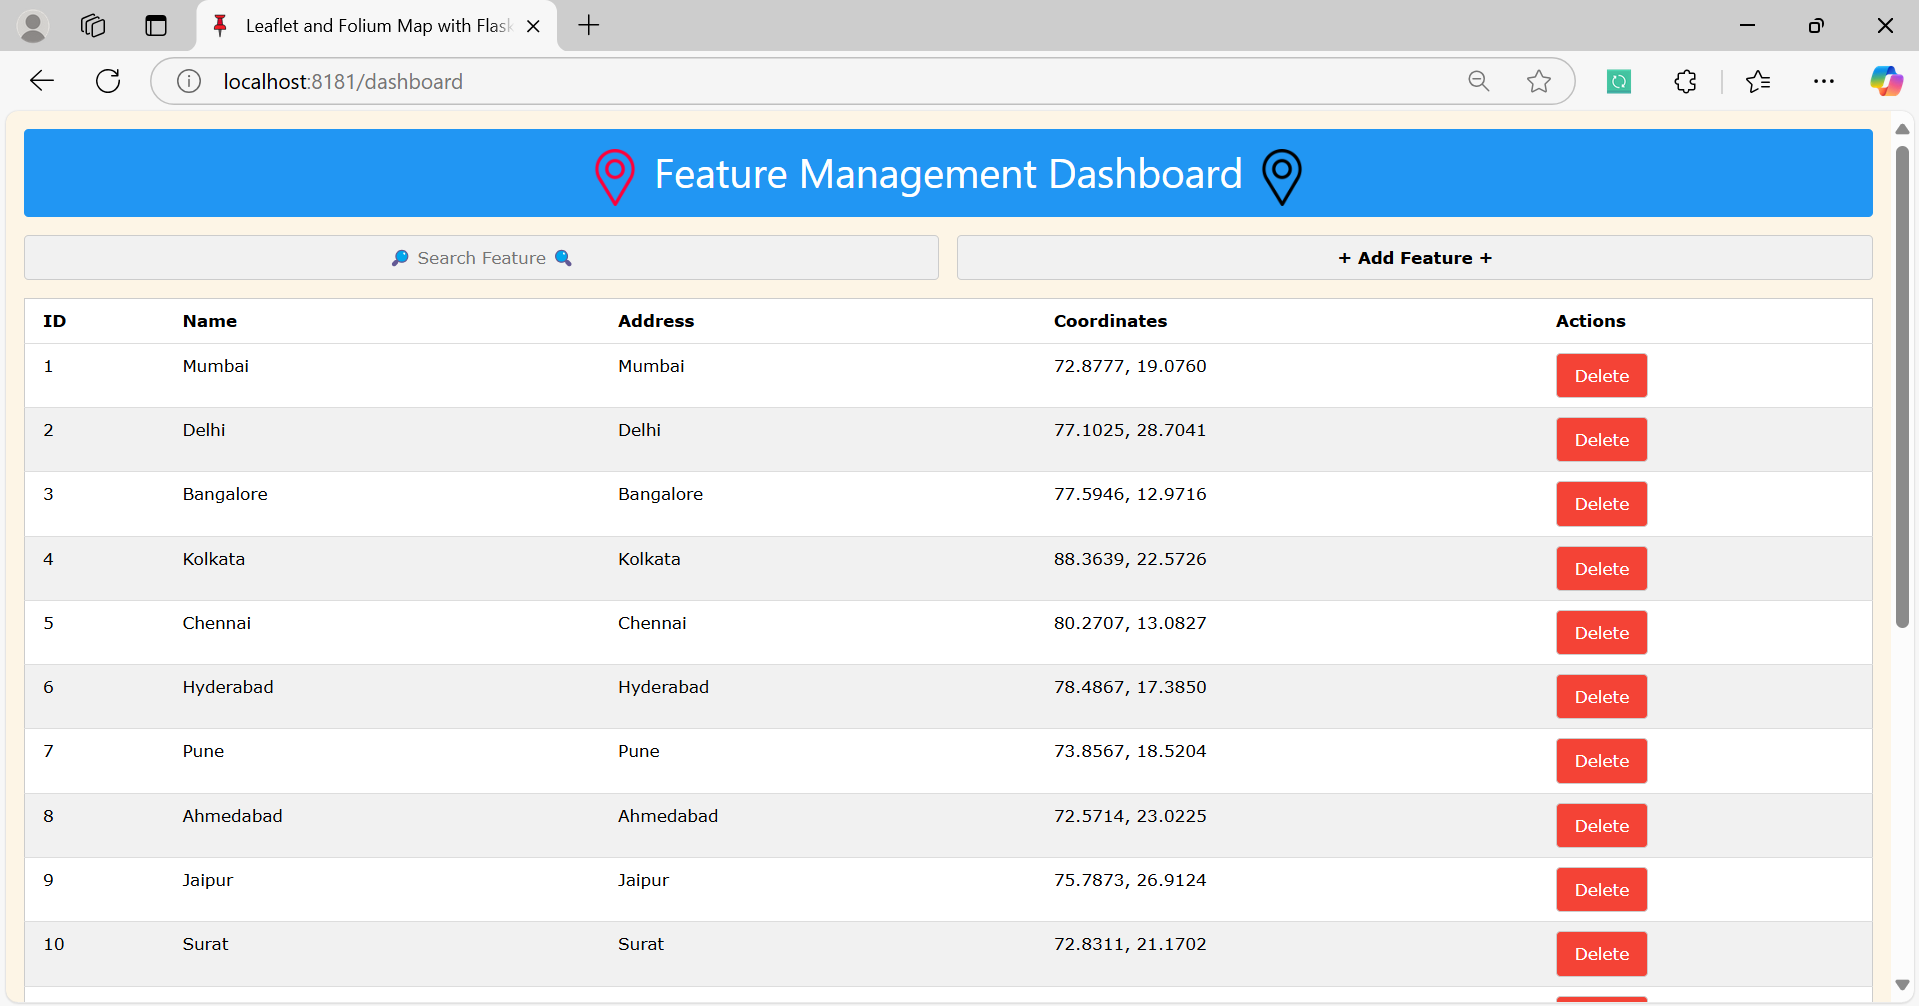 Leaflet and Folium Map with Flask
localhost:8181/dashboard
Feature Management Dashboard
Search Feature
+ Add Feature +
ID Name Address Coordinates Actions
1 Mumbai Mumbai 72.8777, 19.0760 Delete
2 Delhi Delhi 77.1025, 28.7041 Delete
3 Bangalore Bangalore 77.5946, 12.9716 Delete
4 Kolkata Kolkata 88.3639, 22.5726 Delete
5 Chennai Chennai 80.2707, 13.0827 Delete
6 Hyderabad Hyderabad 78.4867, 17.3850 Delete
7 Pune Pune 73.8567, 18.5204 Delete
8 Ahmedabad Ahmedabad 72.5714, 23.0225 Delete
9 Jaipur Jaipur 75.7873, 26.9124 Delete
10 Surat Surat 72.8311, 21.1702 Delete